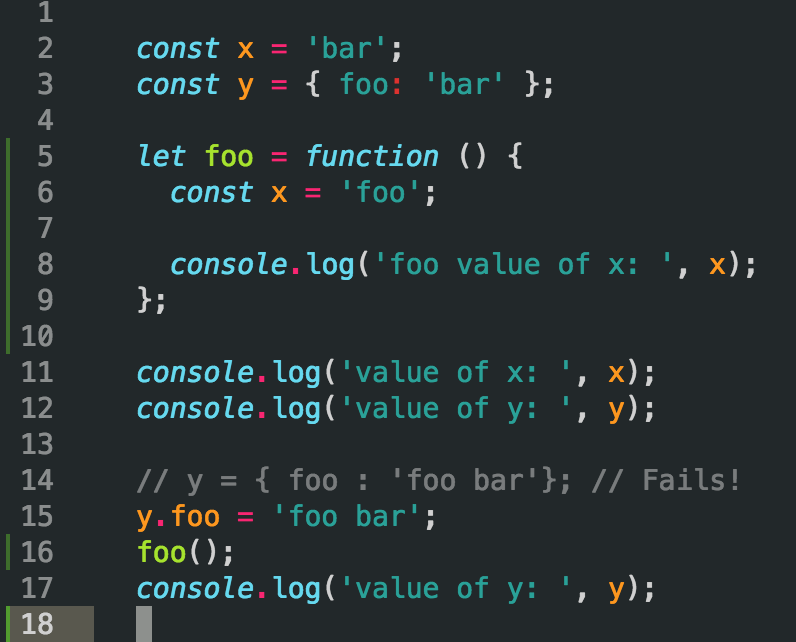 1
2 const x = 'bar';
3 const y = { foo: 'bar' };
4
5 let foo = function () {
6 const x = 'foo';
7
8 console.log('foo value of x: ', x);
9 };
10
11 console.log('value of x: ', x);
12 console.log('value of y: ', y);
13
14 // y = { foo : 'foo bar'}; // Fails!
15 y.foo = 'foo bar';
16 foo();
17 console.log('value of y: ', y);
18